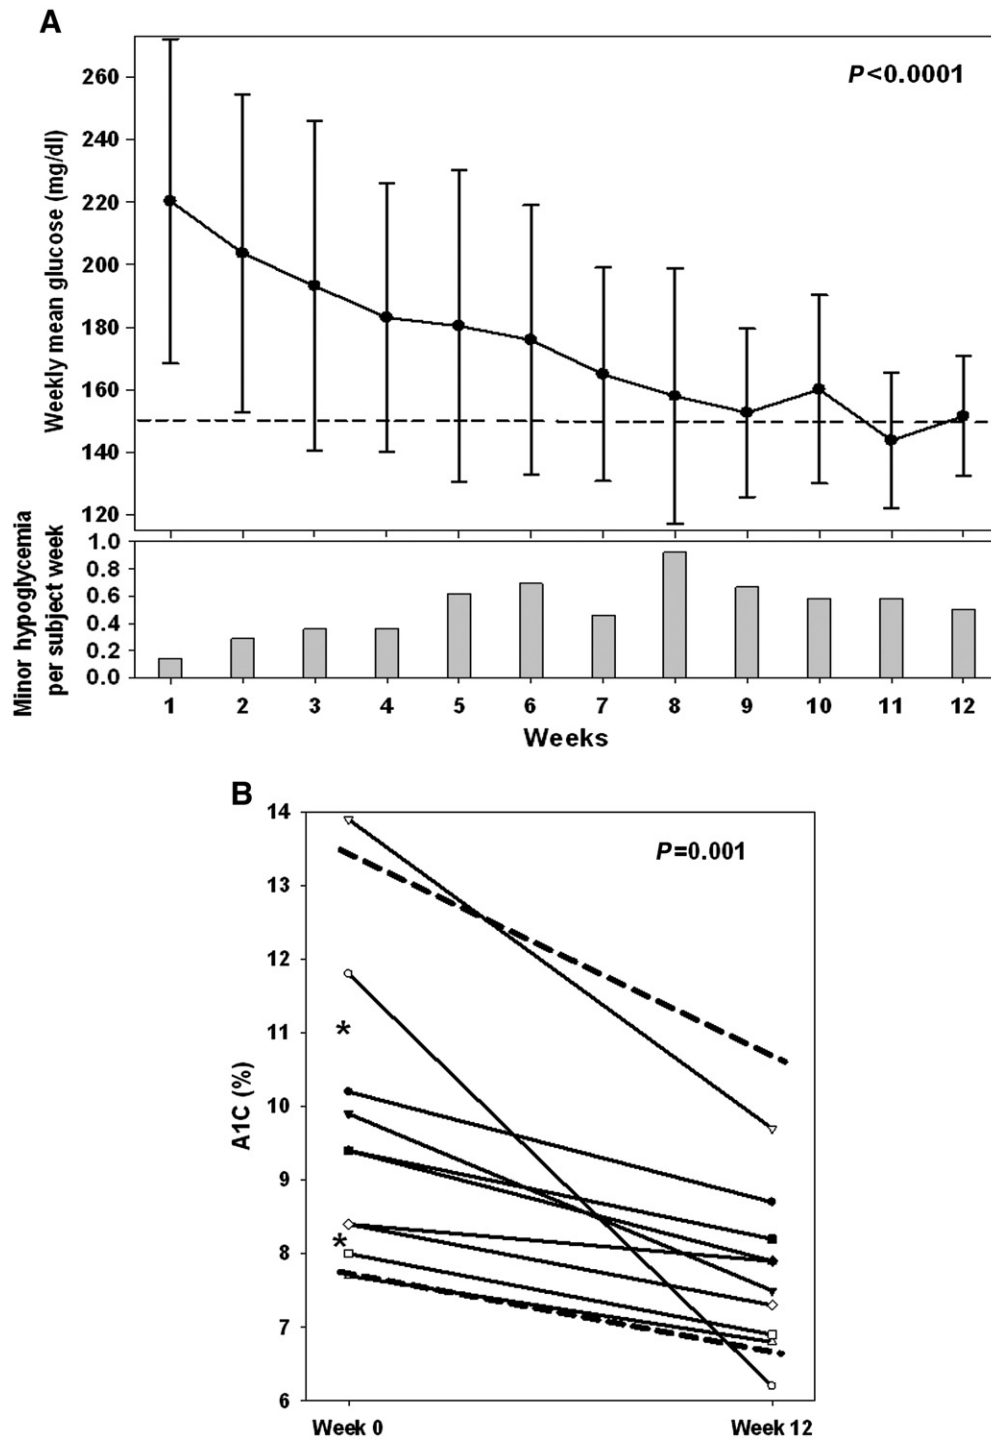 A
P<0.0001
Weekly mean glucose (mg/dl)
260
240
220
200
180
160
140
120
Minor hypoglycemia
per subject week
1.0
0.8
0.6
0.4
0.2
0.0
1 2 3 4 5 6 7 8 9 10 11 12
Weeks
B
P=0.001
A1C (%)
14
13
12
11
*
10
9
8
*
7
6
Week 0 Week 12